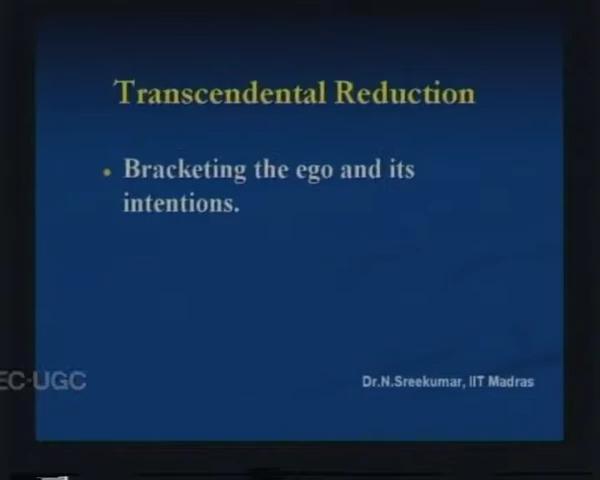 Transcendental Reduction
• Bracketing the ego and its
intentions.
EC-UGC
Dr.N.Sreekumar, IIT Madras